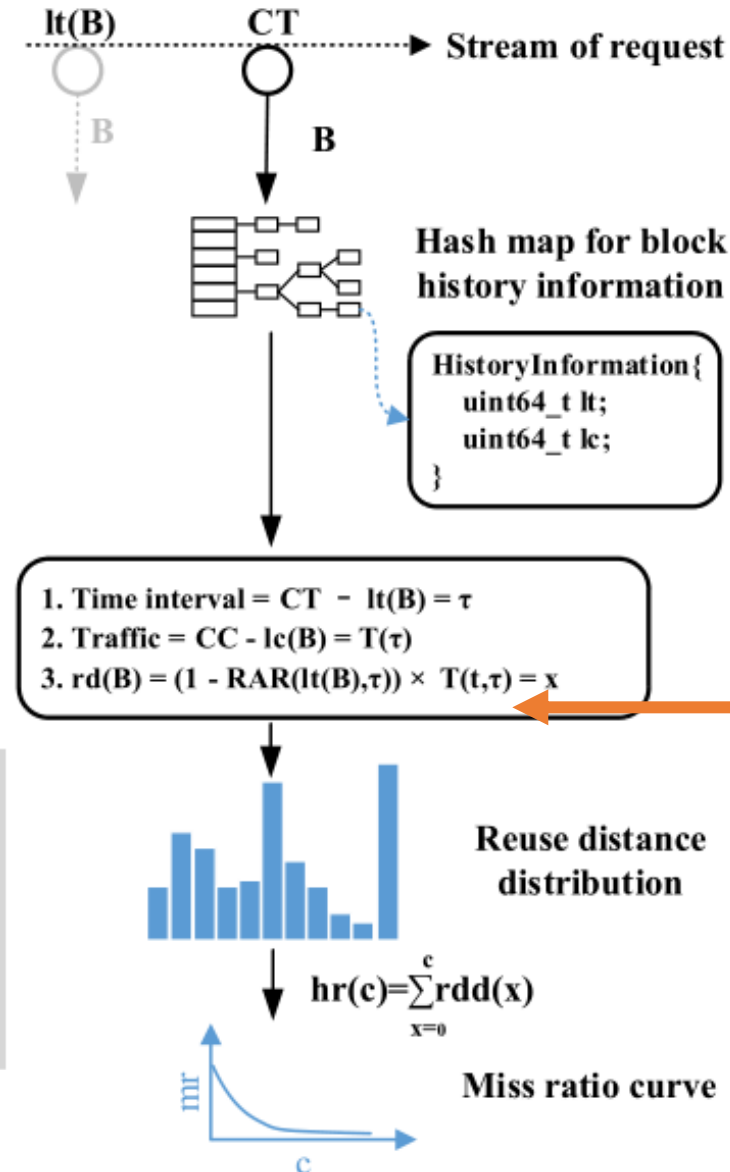 lt(B) CT
Stream of request
B
B
Hash map for block
history information
HistoryInformation{
uint64_t lt;
uint64_t lc;
}
1. Time interval = CT - lt(B) = τ
2. Traffic = CC - lc(B) = T(τ)
3. rd(B) = (1 - RAR(lt(B),τ)) × T(t,τ) = x
Reuse distance
distribution
hr(c)=∑rdd(x)
c
x=0
mr
Miss ratio curve
c